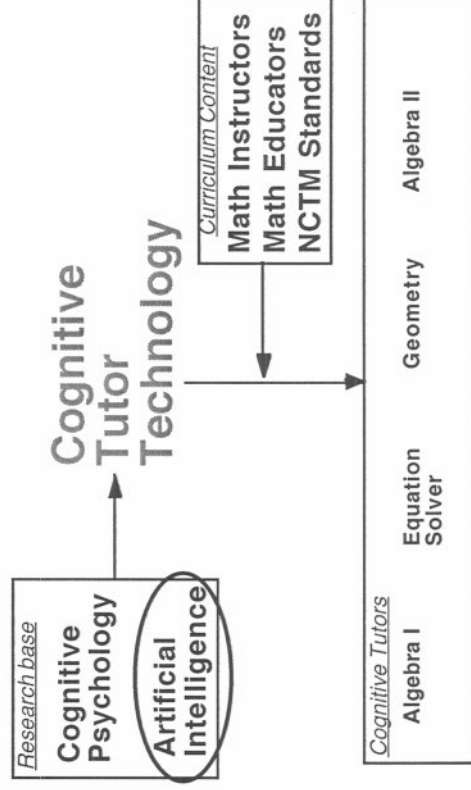 Research base
Cognitive
Psychology
Artificial
Intelligence
Cognitive
Tutor
Technology
Curriculum Content
Math Instructors
Math Educators
NCTM Standards
Cognitive Tutors
Algebra I
Equation
Solver
Geometry
Algebra II